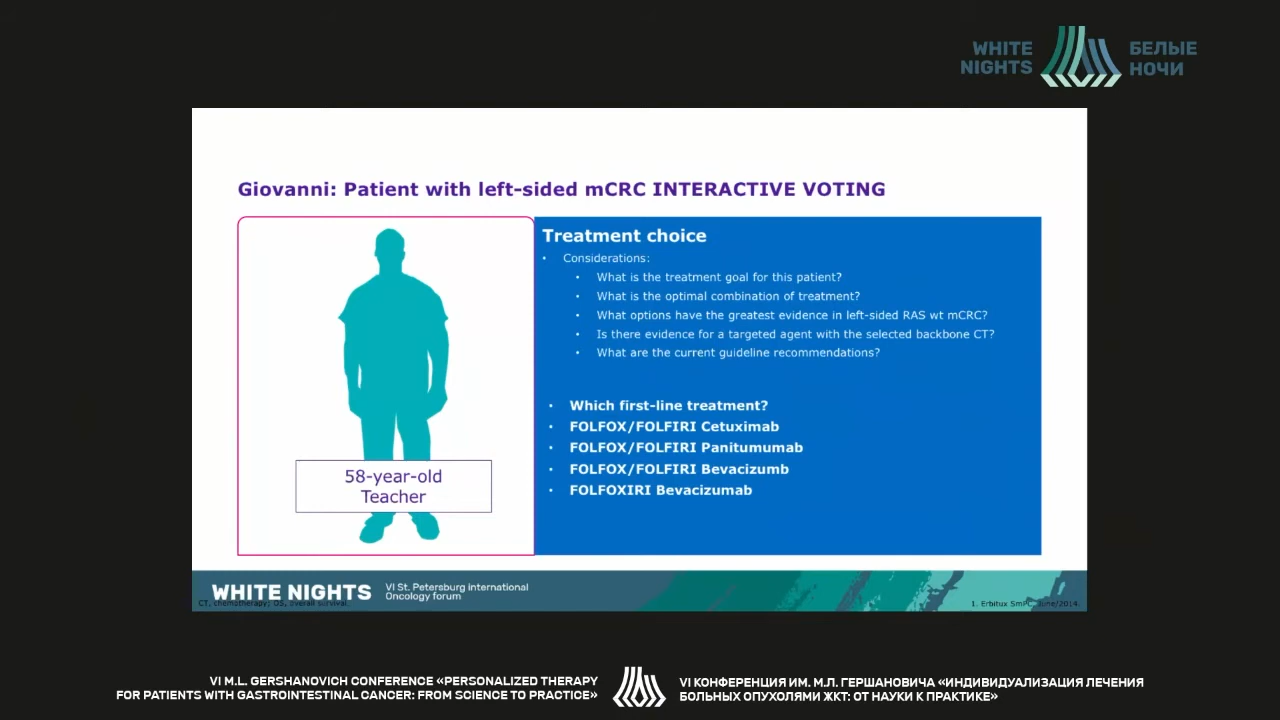 WHITE
NIGHTS
БЕЛЫЕ
НОЧИ
Giovanni: Patient with left-sided mCRC INTERACTIVE VOTING
58-year-old
Teacher
Treatment choice
• Considerations:
• What is the treatment goal for this patient?
• What is the optimal combination of treatment?
• What options have the greatest evidence in left-sided RAS wt mCRC?
• Is there evidence for a targeted agent with the selected backbone CT?
• What are the current guideline recommendations?
• Which first-line treatment?
• FOLFOX/FOLFIRI Cetuximab
• FOLFOX/FOLFIRI Panitumumab
• FOLFOX/FOLFIRI Bevacizumb
• FOLFOXIRI Bevacizumab
WHITE NIGHTS
VI St. Petersburg international
Oncology forum
CT, chemotherapy; OS, overall survival.
1. Erbitux SmPC, June/2014.
VI M.L. GERSHANOVICH CONFERENCE «PERSONALIZED THERAPY
FOR PATIENTS WITH GASTROINTESTINAL CANCER: FROM SCIENCE TO PRACTICE»
VI КОНФЕРЕНЦИЯ ИМ. М.Л. ГЕРШАНОВИЧА «ИНДИВИДУАЛИЗАЦИЯ ЛЕЧЕНИЯ
БОЛЬНЫХ ОПУХОЛЯМИ ЖКТ: ОТ НАУКИ К ПРАКТИКЕ»